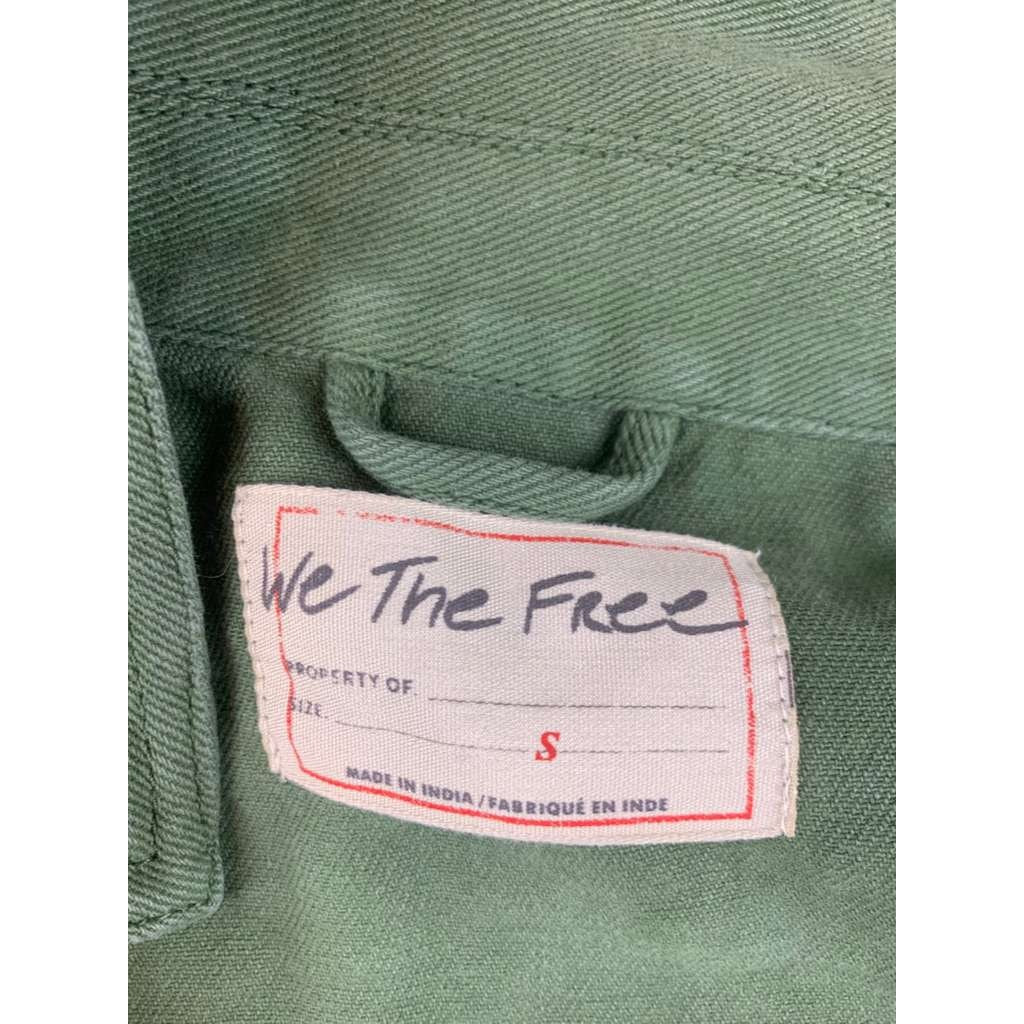 We The Free
PROPERTY OF
SIZE. S
MADE IN INDIA / FABRIQUÉ EN INDE